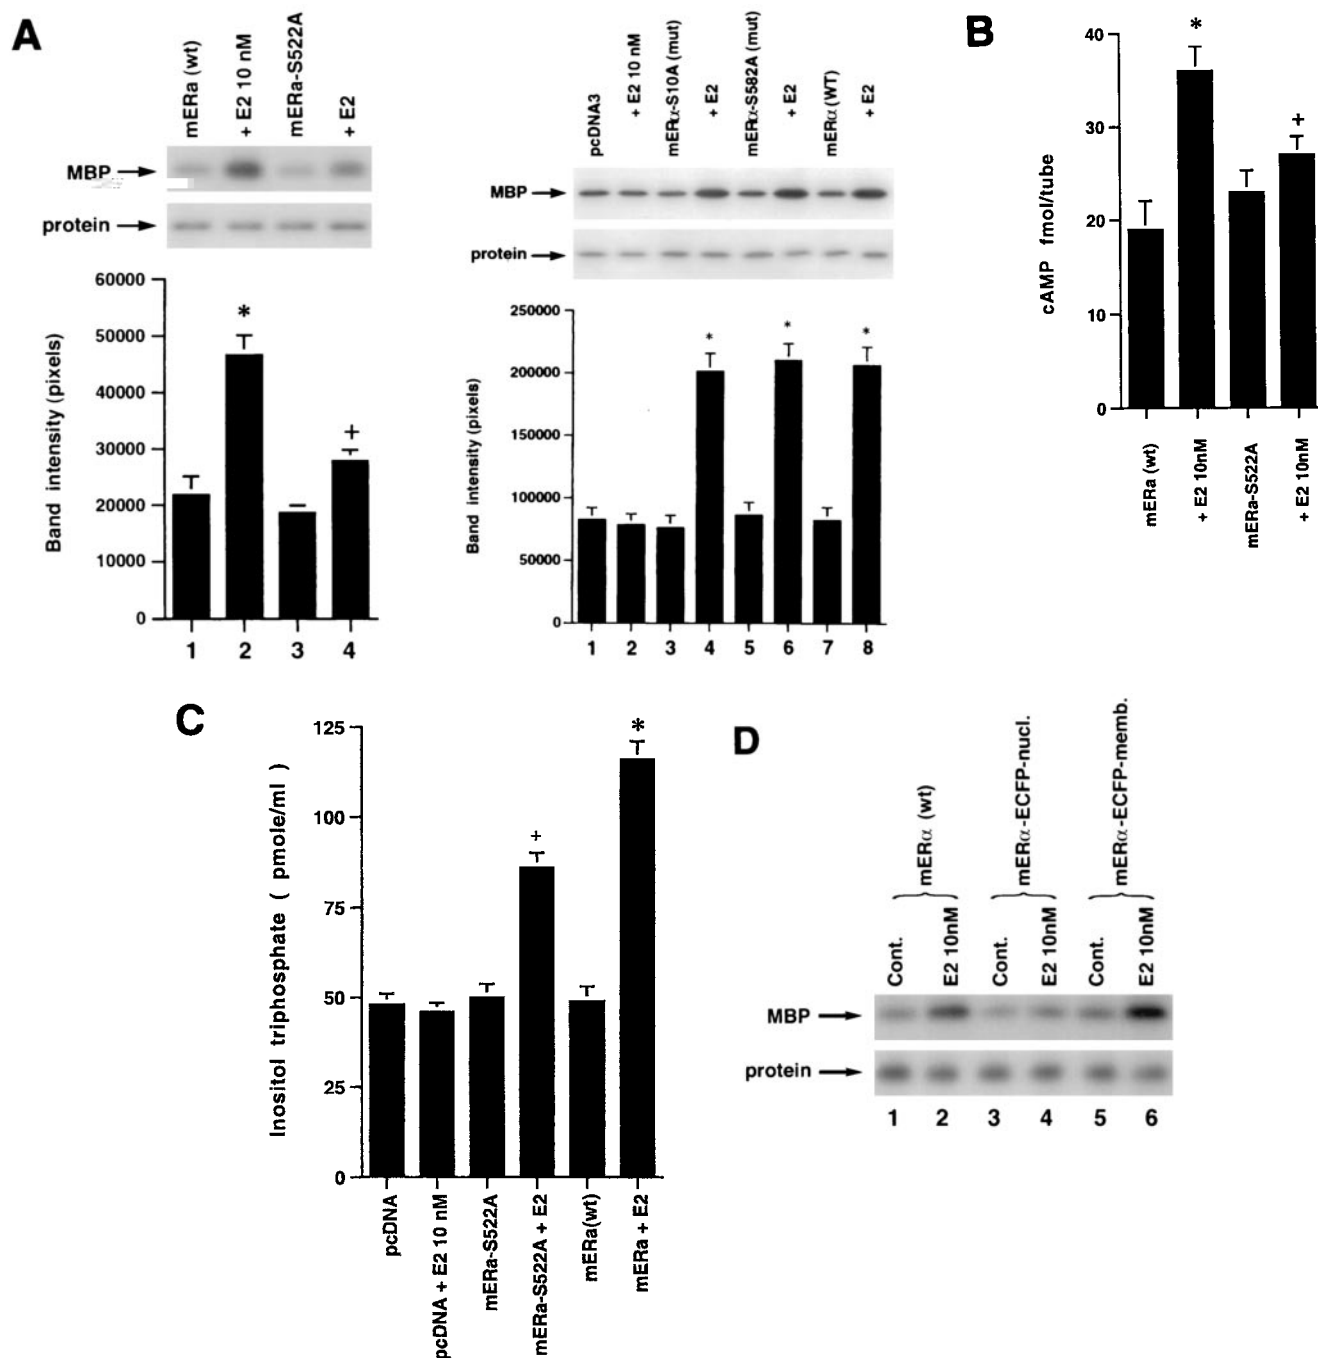 A
mERa (wt)
+ E2 10 nM
mERa-S522A
+ E2
MBP
protein
60000
50000
40000
30000
20000
10000
0
Band intensity (pixels)
*
+
1 2 3 4
pcDNA3
+ E2 10 nM
mERα-S10A (mut)
+ E2
mERα-S582A (mut)
+ E2
mERα (WT)
+ E2
MBP
protein
250000
200000
150000
100000
50000
0
Band intensity (pixels)
* * *
1 2 3 4 5 6 7 8
B
40
30
20
10
0
cAMP fmol/tube
*
+
mERa (wt)
+ E2 10nM
mERa-S522A
+ E2 10nM
C
125
100
75
50
25
0
Inositol triphosphate ( pmole/ml )
+
*
pcDNA
pcDNA + E2 10 nM
mERa-S522A
mERa-S522A + E2
mERa(wt)
mERa + E2
D
mERα (wt)
mERα-ECFP-nucl.
mERα-ECFP-memb.
Cont.
E2 10nM
Cont.
E2 10nM
Cont.
E2 10nM
MBP
protein
1 2 3 4 5 6